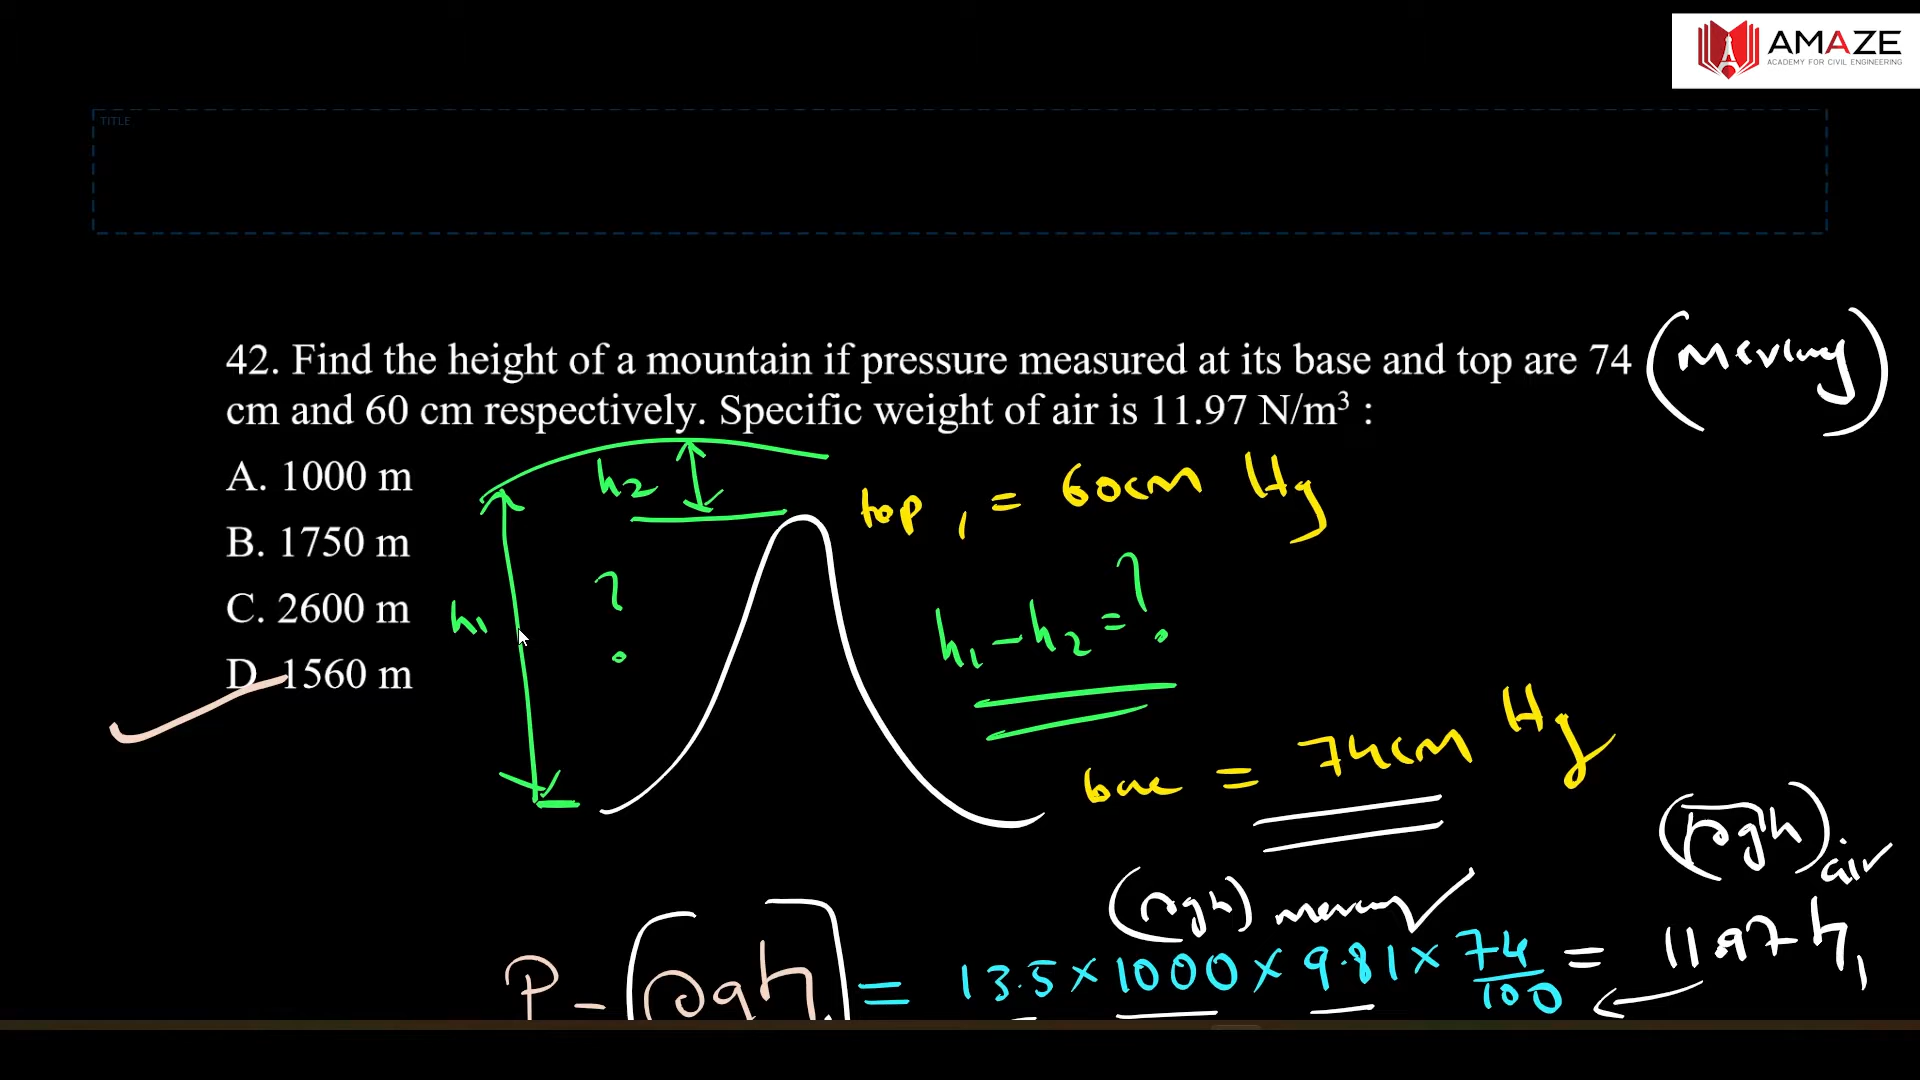 AMAZE
ACADEMY FOR CIVIL ENGINEERING
TITLE
42. Find the height of a mountain if pressure measured at its base and top are 74 (mercury)
cm and 60 cm respectively. Specific weight of air is 11.97 N/m³ :
A. 1000 m
B. 1750 m
C. 2600 m
D. 1560 m
h₂
top, = 60cm Hg
?
h₁
h₁ - h₂ = ?
base = 74cm Hg
(ρgh) air
(ρgh) mercury
P = ρgh = 13.5 × 1000 × 9.81 × 74/100 = 11.97 h₁